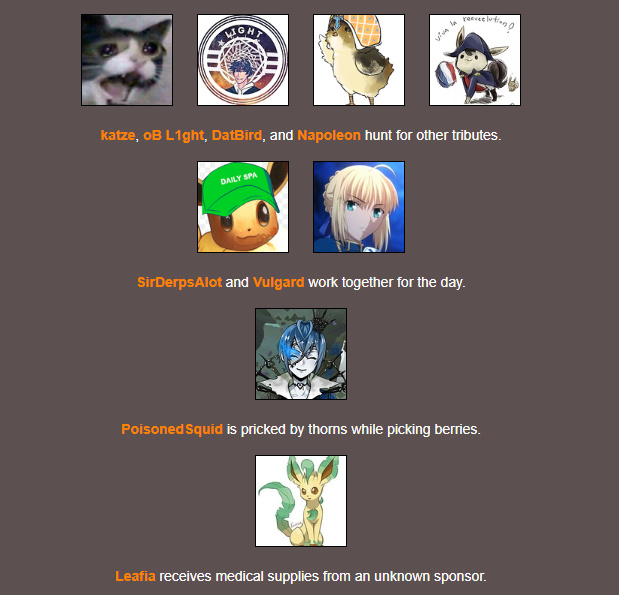 LIGHT
Viva la reeveelution!
katze, oB L1ght, DatBird, and Napoleon hunt for other tributes.
DAILY SPA
SirDerpsAlot and Vulgard work together for the day.
PoisonedSquid is pricked by thorns while picking berries.
Leafia receives medical supplies from an unknown sponsor.